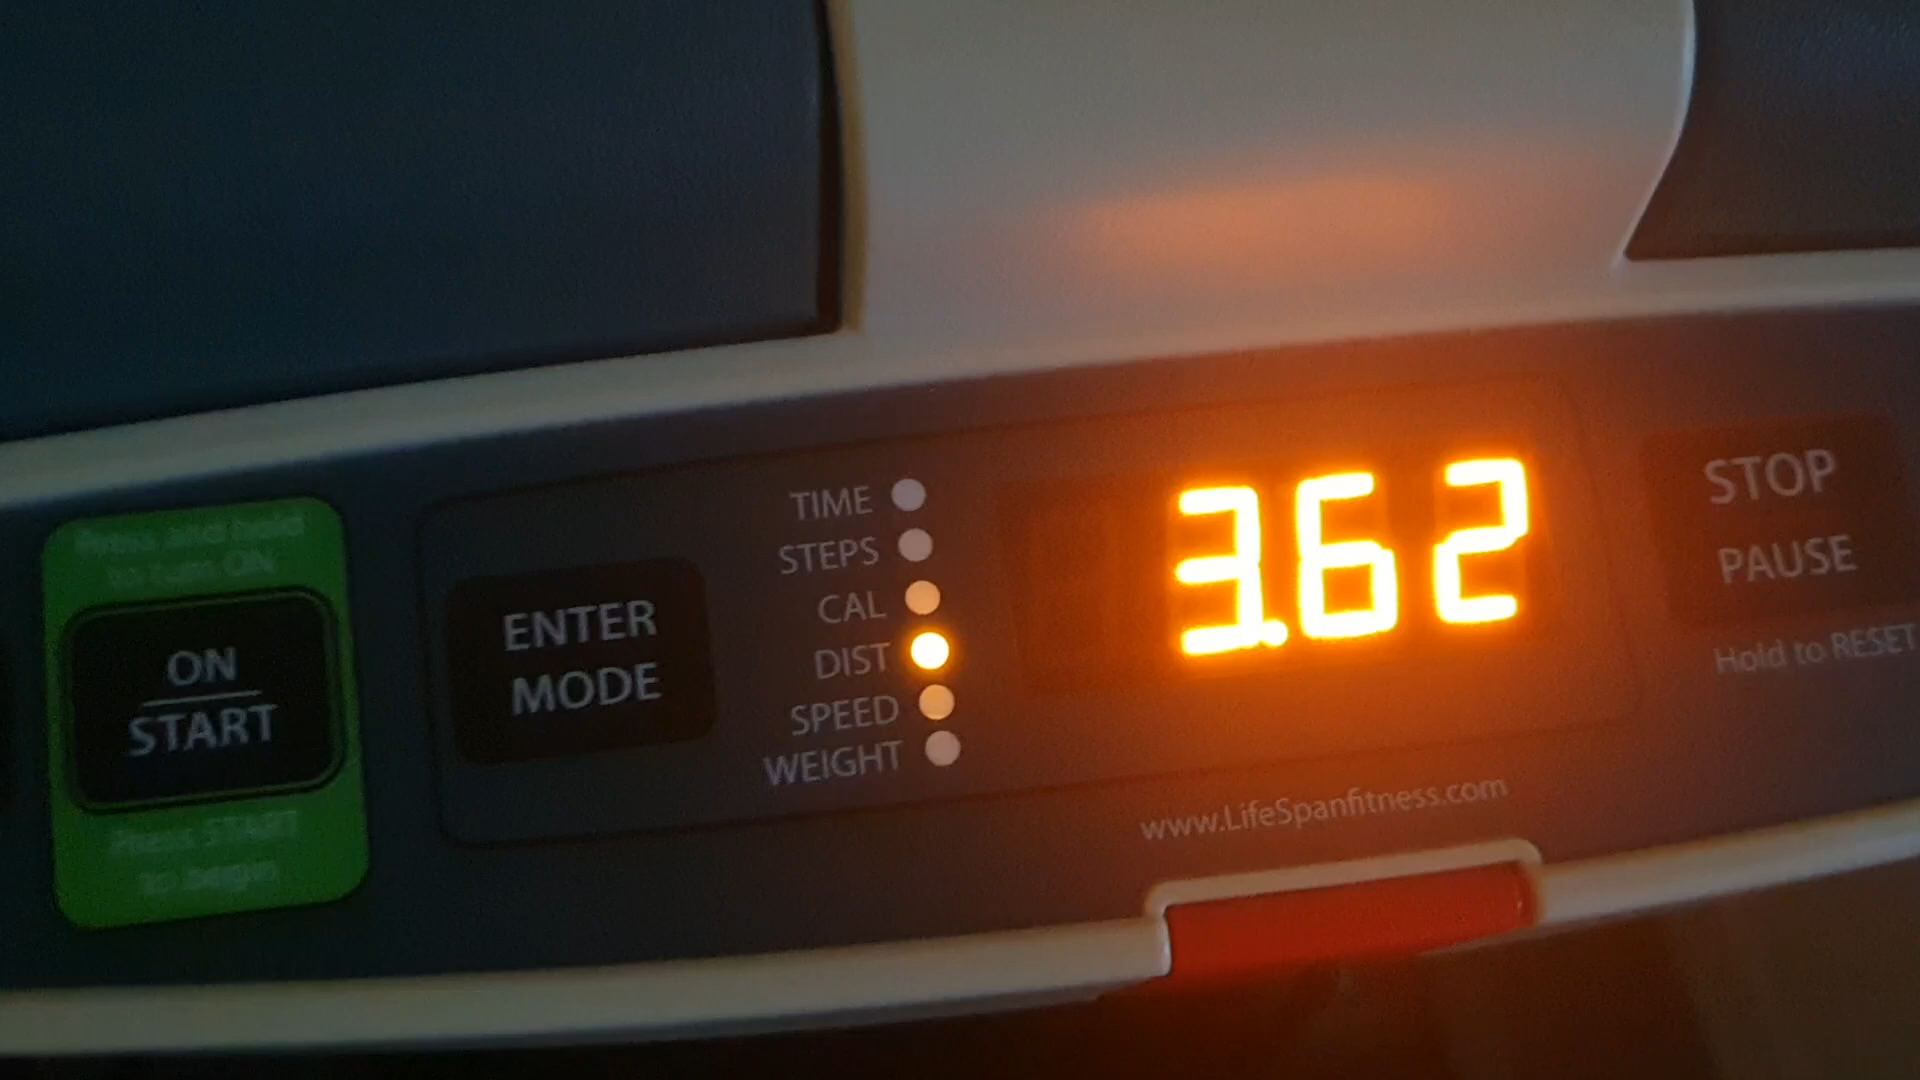 Press and hold
to turn ON
ON
START
Press START
to begin
ENTER
MODE
TIME
STEPS
CAL
DIST
SPEED
WEIGHT
3.62
www.LifeSpanfitness.com
STOP
PAUSE
Hold to RESET